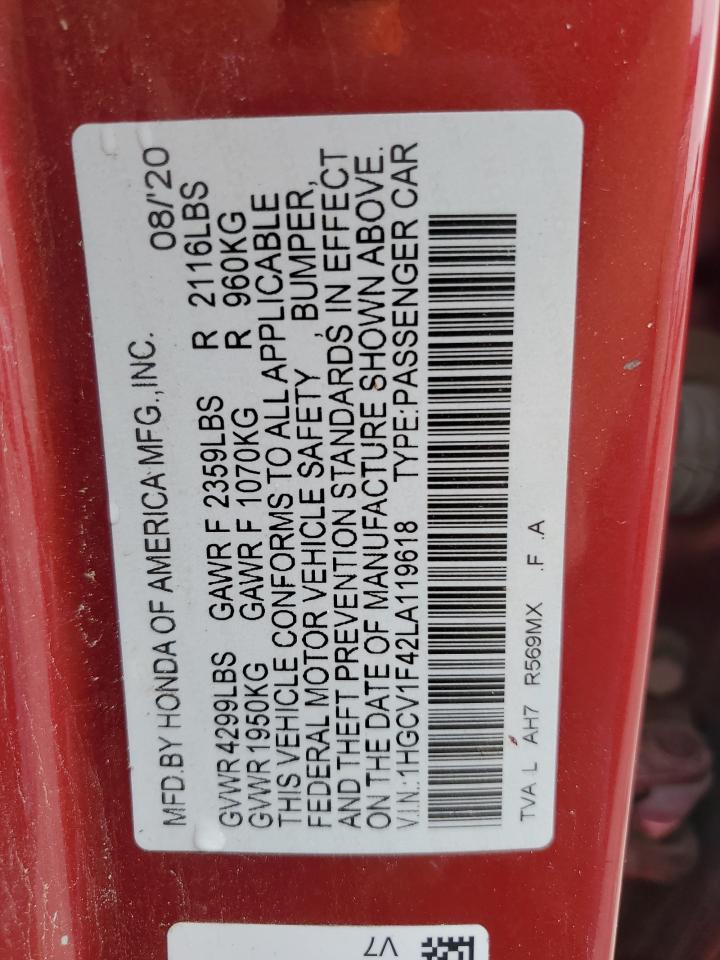 MFD.BY HONDA OF AMERICA MFG.,INC. 08/'20
GVWR 4299LBS GAWR F 2359LBS R 2116LBS
GVWR 1950KG GAWR F 1070KG R 960KG
THIS VEHICLE CONFORMS TO ALL APPLICABLE
FEDERAL MOTOR VEHICLE SAFETY , BUMPER,
AND THEFT PREVENTION STANDARDS IN EFFECT
ON THE DATE OF MANUFACTURE SHOWN ABOVE.
V.I.N.:1HGCV1F42LA119618 TYPE:PASSENGER CAR
TVA L AH7 R569MX .F .A
V7